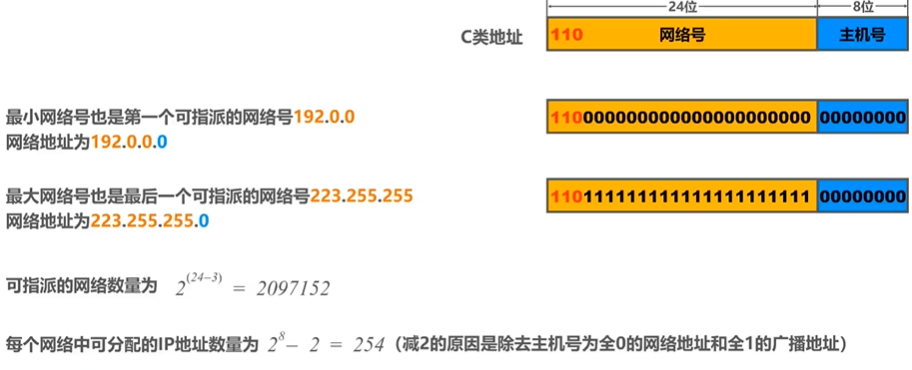 24位 8位
C类地址 110 网络号 主机号
最小网络号也是第一个可指派的网络号192.0.0 110000000000000000000000 00000000
网络地址为192.0.0.0
最大网络号也是最后一个可指派的网络号223.255.255 110111111111111111111111 00000000
网络地址为223.255.255.0
可指派的网络数量为 2^(24-3) = 2097152
每个网络中可分配的IP地址数量为 2^8 - 2 = 254（减2的原因是除去主机号为全0的网络地址和全1的广播地址）